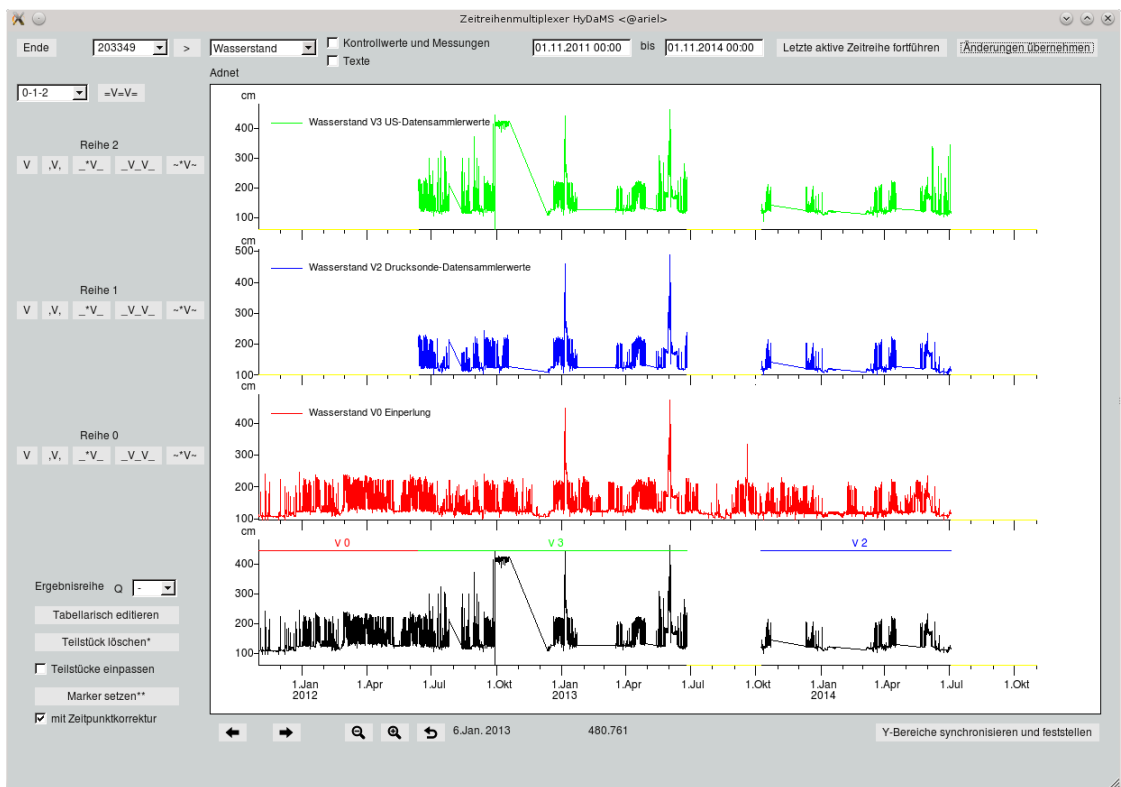 Zeitreihenmultiplexer HyDaMS <@ariel>
Ende 203349 > Wasserstand Kontrollwerte und Messungen 01.11.2011 00:00 bis 01.11.2014 00:00 Letzte aktive Zeitreihe fortführen Änderungen übernehmen
Texte
Adnet
0-1-2 =V=V=
cm
400
Wasserstand V3 US-Datensammlerwerte
300
200
100
Reihe 2
V ,V, _*V_ _V_V_ ~*V~
cm
500
Wasserstand V2 Drucksonde-Datensammlerwerte
400
300
200
100
Reihe 1
V ,V, _*V_ _V_V_ ~*V~
cm
Wasserstand V0 Einperlung
400
300
200
100
Reihe 0
V ,V, _*V_ _V_V_ ~*V~
cm
V 0 V 3 V 2
400
300
200
100
1.Jan 1.Apr 1.Jul 1.Okt 1.Jan 1.Apr 1.Jul 1.Okt 1.Jan 1.Apr 1.Jul 1.Okt
2012 2013 2014
Ergebnisreihe Q -
Tabellarisch editieren
Teilstück löschen*
Teilstücke einpassen
Marker setzen**
mit Zeitpunktkorrektur
6.Jan. 2013 480.761 Y-Bereiche synchronisieren und feststellen